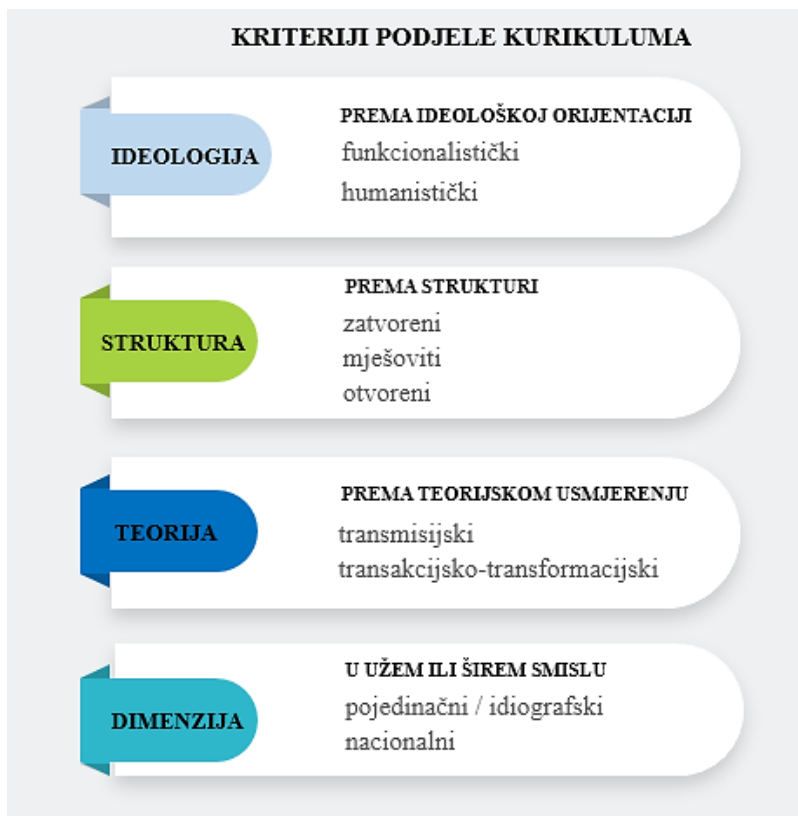 KRITERIJI PODJELE KURIKULUMA
IDEOLOGIJA
PREMA IDEOLOŠKOJ ORIJENTACIJI
funkcionalistički
humanistički
STRUKTURA
PREMA STRUKTURI
zatvoreni
mješoviti
otvoreni
TEORIJA
PREMA TEORIJSKOM USMJERENJU
transmisijski
transakcijsko-transformacijski
DIMENZIJA
U UŽEM ILI ŠIREM SMISLU
pojedinačni / idiografski
nacionalni